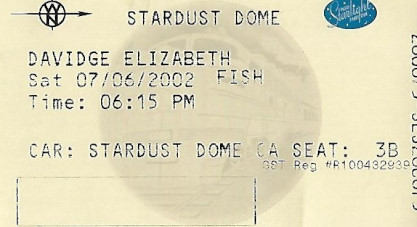 STARDUST DOME
Starlight
DAVIDGE ELIZABETH
Sat 07/06/2002 FISH
Time: 06:15 PM
CAR: STARDUST DOME CA SEAT: 3B
GST Reg #R100432939